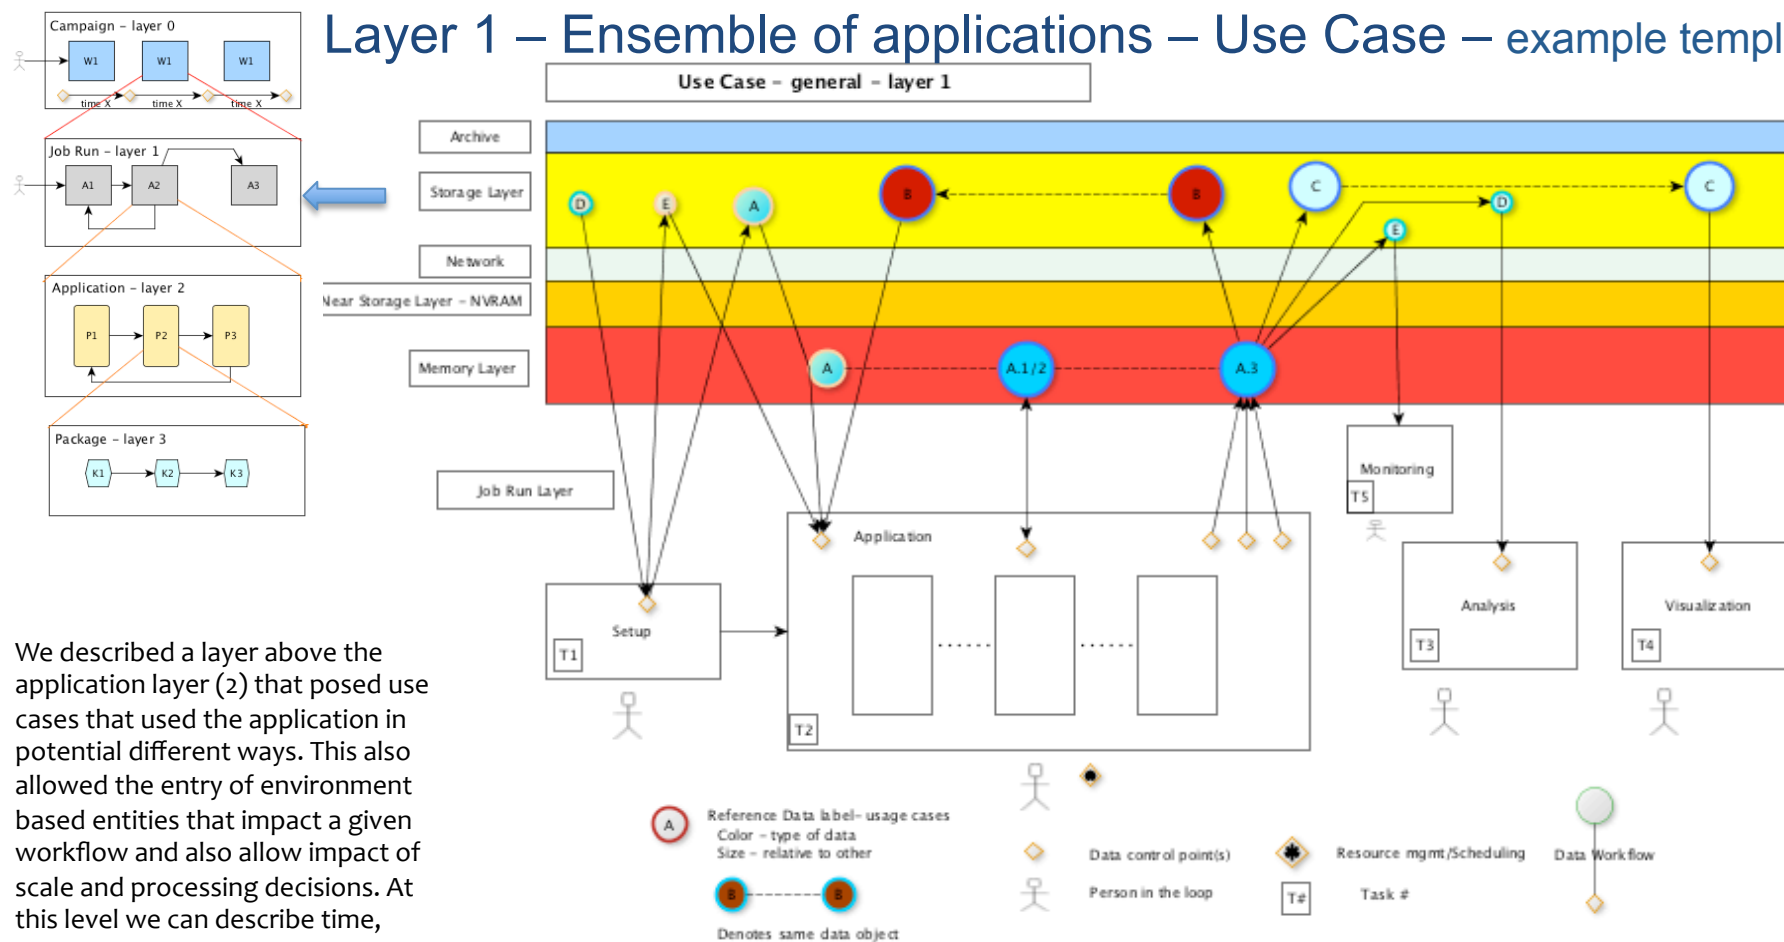 Layer 1 – Ensemble of applications – Use Case – example templ
Campaign – layer 0
W1
W1
W1
time X
time X
time X
Job Run – layer 1
A1
A2
A3
Application – layer 2
P1
P2
P3
Package – layer 3
K1
K2
K3
We described a layer above the
application layer (2) that posed use
cases that used the application in
potential different ways. This also
allowed the entry of environment
based entities that impact a given
workflow and also allow impact of
scale and processing decisions. At
this level we can describe time,
Use Case – general – layer 1
Archive
Storage Layer
Network
Near Storage Layer – NVRAM
Memory Layer
Job Run Layer
D
E
A
B
B
C
D
E
C
A
A.1/2
A.3
Monitoring
T5
Application
T2
Setup
T1
Analysis
T3
Visualization
T4
A
Reference Data label– usage cases
Color – type of data
Size – relative to other
B
B
Denotes same data object
Data control point(s)
Person in the loop
Resource mgmt/Scheduling
T#
Task #
Data Workflow